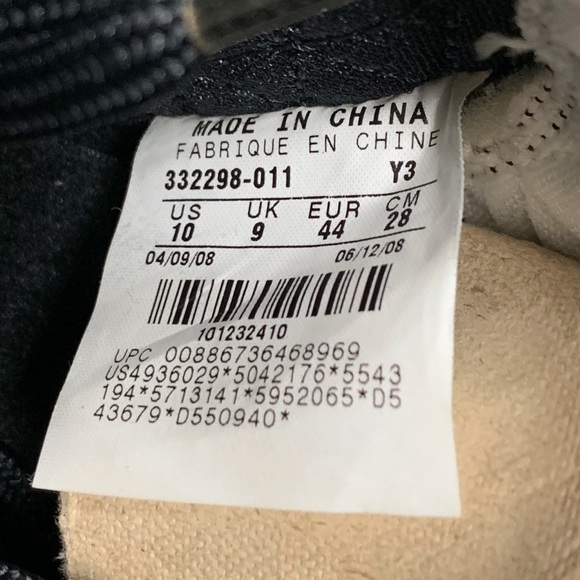 MADE IN CHINA
FABRIQUE EN CHINE
332298-011 Y3
US UK EUR CM
10 9 44 28
04/09/08 06/12/08
101232410
UPC 00886736468969
US4936029*5042176*5543
194*5713141*5952065*D5
43679*D550940*